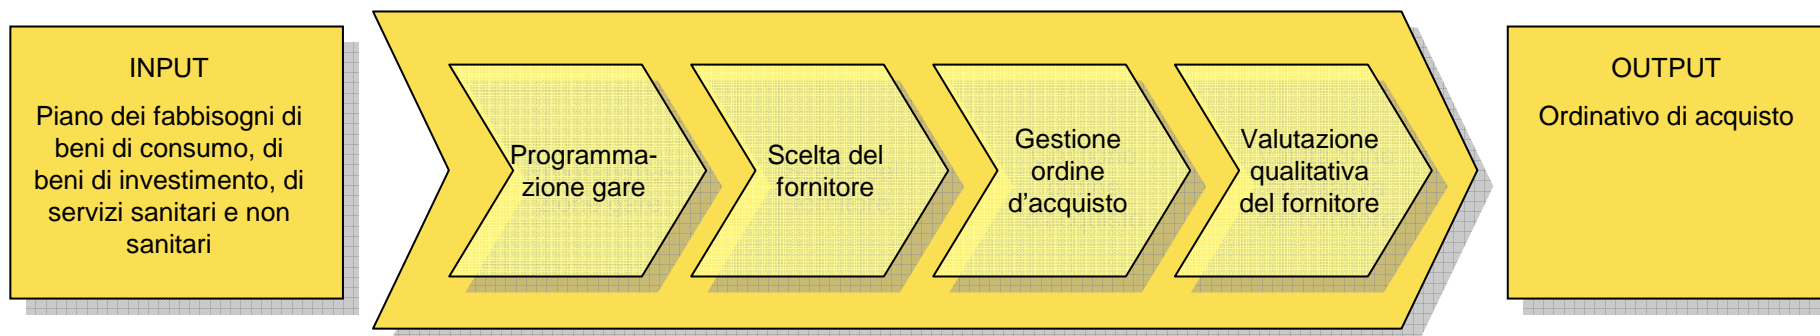 INPUT
Piano dei fabbisogni di
beni di consumo, di
beni di investimento, di
servizi sanitari e non
sanitari
Programma-
zione gare
Scelta del
fornitore
Gestione
ordine
d’acquisto
Valutazione
qualitativa
del fornitore
OUTPUT
Ordinativo di acquisto